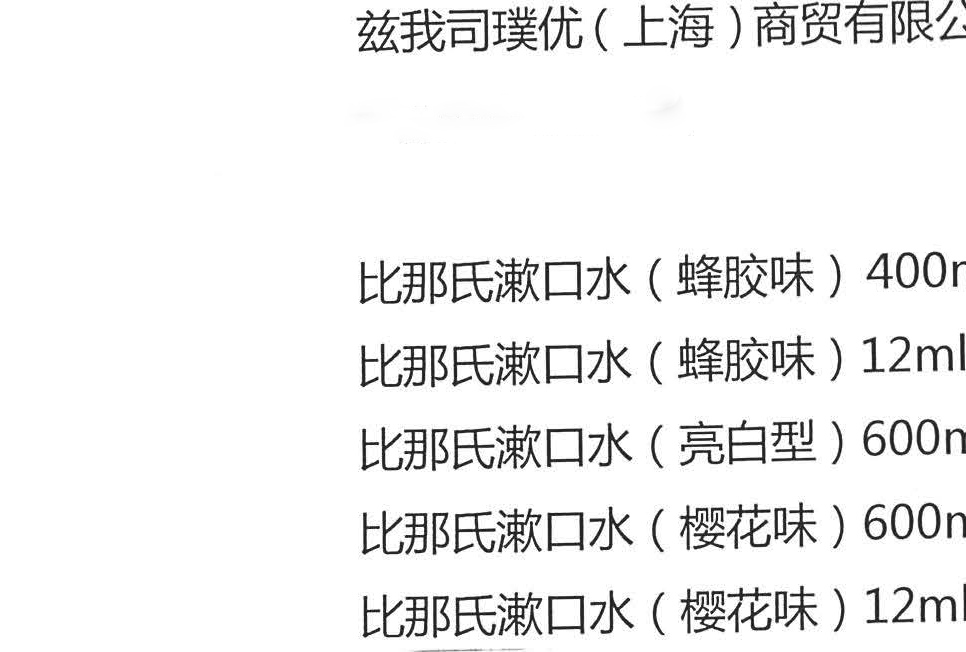 兹我司璞优（上海）商贸有限公
比那氏漱口水（蜂胶味）400m
比那氏漱口水（蜂胶味）12ml
比那氏漱口水（亮白型）600m
比那氏漱口水（樱花味）600m
比那氏漱口水（樱花味）12ml